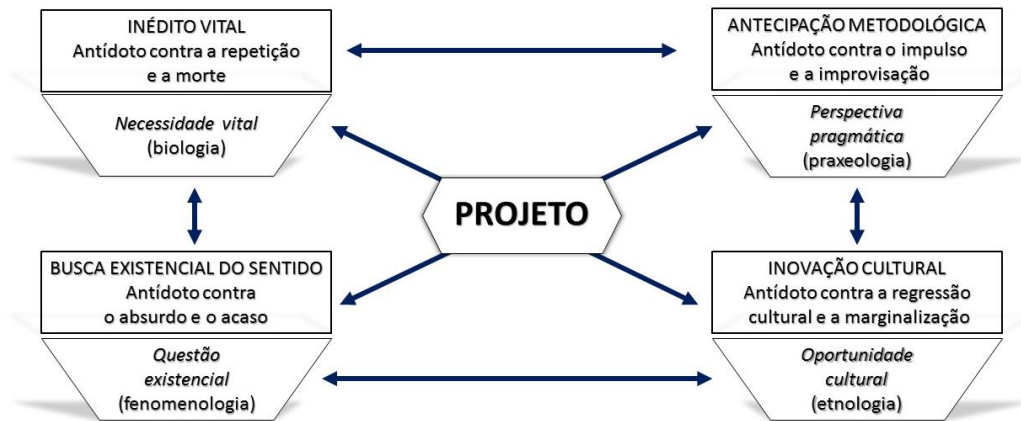 INÉDITO VITAL
Antídoto contra a repetição
e a morte
Necessidade vital
(biologia)
ANTECIPAÇÃO METODOLÓGICA
Antídoto contra o impulso
e a improvisação
Perspectiva
pragmática
(praxeologia)
PROJETO
BUSCA EXISTENCIAL DO SENTIDO
Antídoto contra
o absurdo e o acaso
Questão
existencial
(fenomenologia)
INOVAÇÃO CULTURAL
Antídoto contra a regressão
cultural e a marginalização
Oportunidade
cultural
(etnologia)